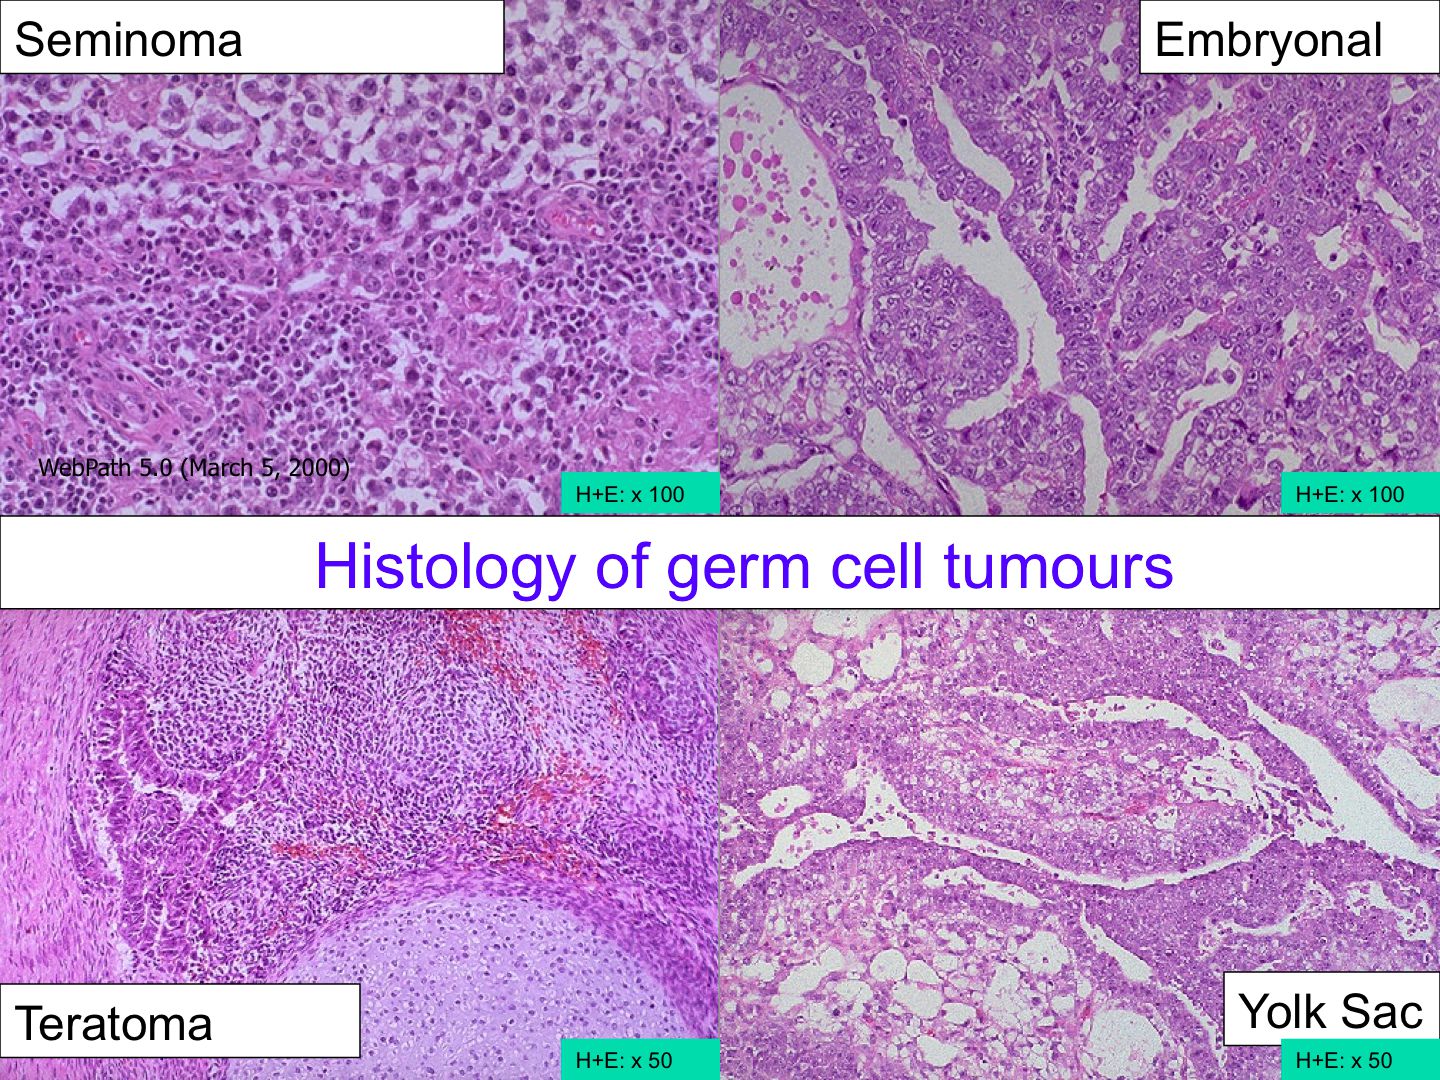 Seminoma
Embryonal
WebPath 5.0 (March 5, 2000)
H+E: x 100
H+E: x 100
Histology of germ cell tumours
Teratoma
Yolk Sac
H+E: x 50
H+E: x 50